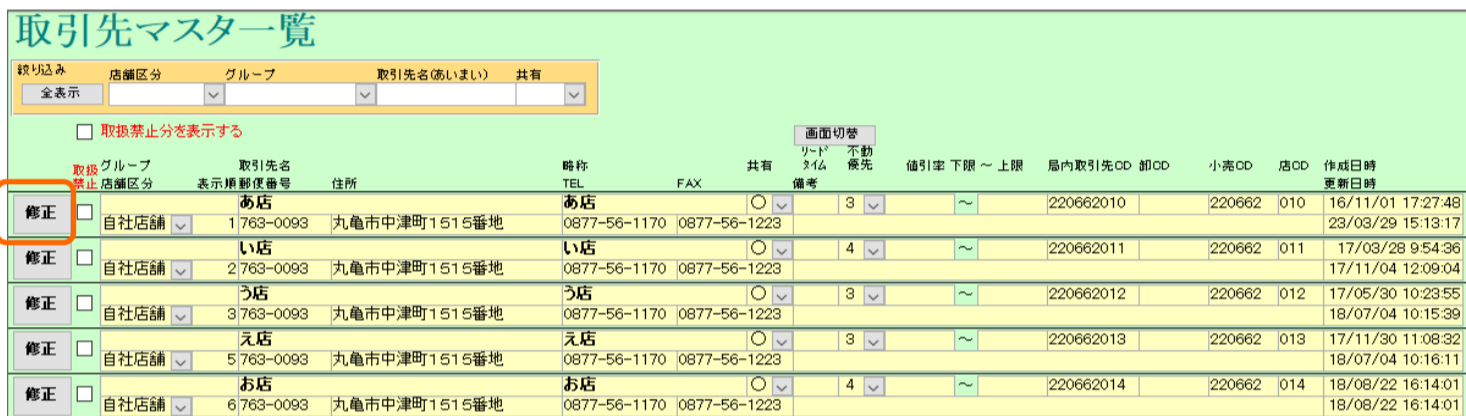 取引先マスタ一覧
絞り込み 店舗区分 グループ 取引先名(あいまい) 共有
全表示
取扱禁止分を表示する 画面切替
取扱 グループ 取引先名 略称 共有 リードタイム 不動優先 値引率 下限 ～ 上限 局内取引先CD 卸CD 小売CD 店CD 作成日時
禁止 店舗区分 表示順 郵便番号 住所 TEL FAX 備考 更新日時
修正 あ店 あ店 ○ 3 ～ 220662010 220662 010 16/11/01 17:27:48
自社店舗 1 763-0093 丸亀市中津町1515番地 0877-56-1170 0877-56-1223 23/03/29 15:13:17
修正 い店 い店 ○ 4 ～ 220662011 220662 011 17/03/28 9:54:36
自社店舗 2 763-0093 丸亀市中津町1515番地 0877-56-1170 0877-56-1223 17/11/04 12:09:04
修正 う店 う店 ○ 3 ～ 220662012 220662 012 17/05/30 10:23:55
自社店舗 3 763-0093 丸亀市中津町1515番地 0877-56-1170 0877-56-1223 18/07/04 10:15:39
修正 え店 え店 ○ 3 ～ 220662013 220662 013 17/11/30 11:08:32
自社店舗 5 763-0093 丸亀市中津町1515番地 0877-56-1170 0877-56-1223 18/07/04 10:16:11
修正 お店 お店 ○ 4 ～ 220662014 220662 014 18/08/22 16:14:01
自社店舗 6 763-0093 丸亀市中津町1515番地 0877-56-1170 0877-56-1223 18/08/22 16:14:01